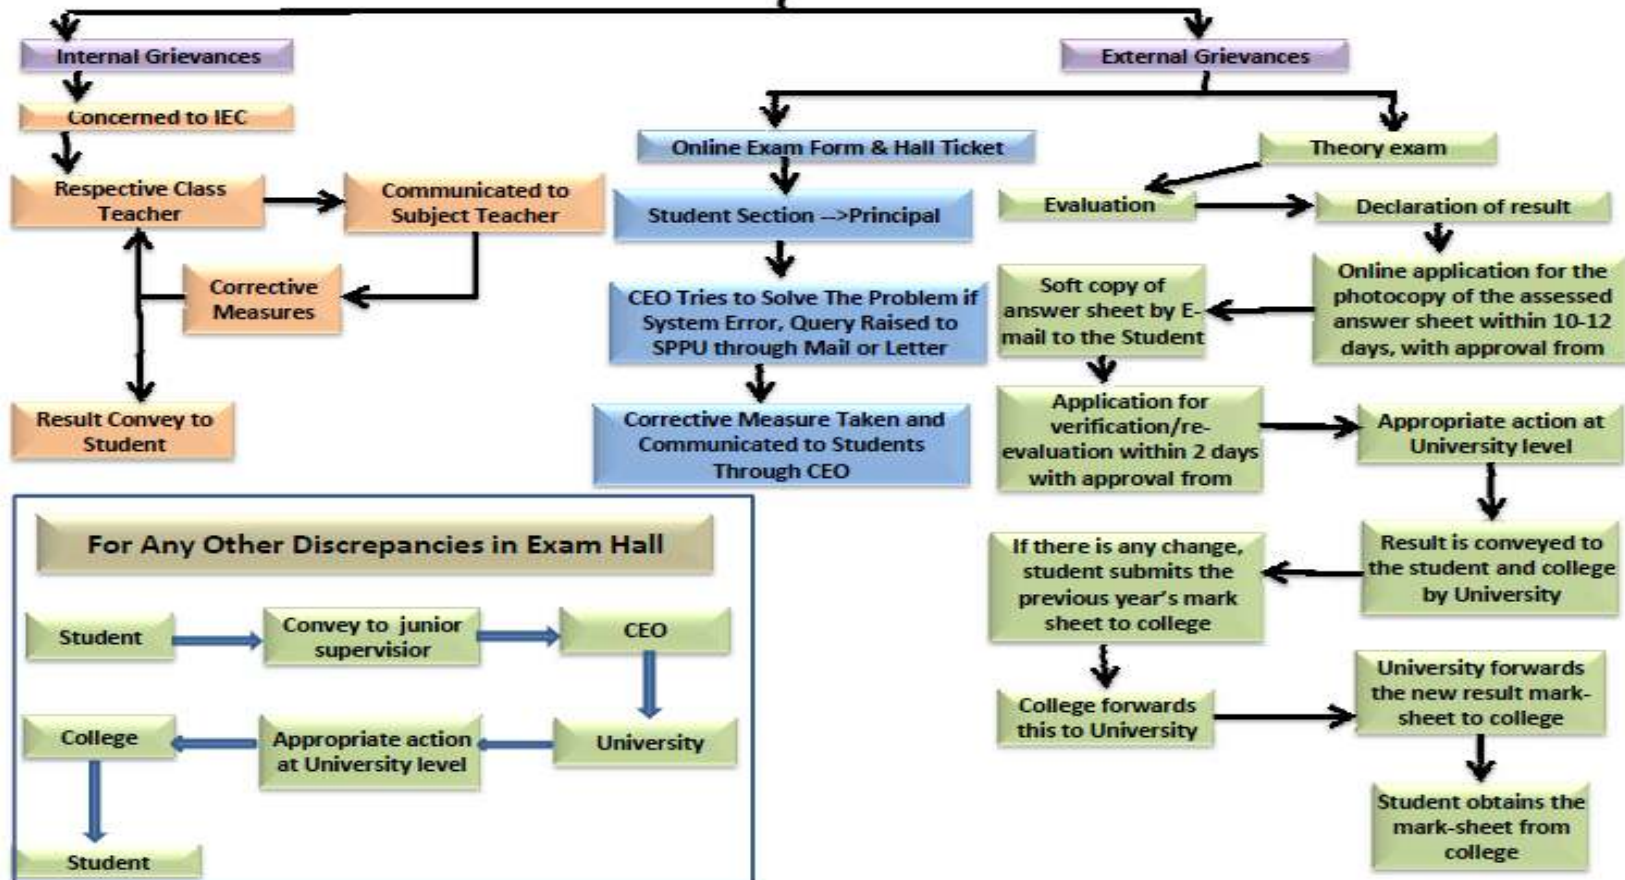 Internal Grievances
External Grievances
Concerned to IEC
Respective Class
Teacher
Communicated to
Subject Teacher
Corrective
Measures
Result Convey to
Student
Online Exam Form & Hall Ticket
Student Section -->Principal
CEO Tries to Solve The Problem if
System Error, Query Raised to
SPPU through Mail or Letter
Corrective Measure Taken and
Communicated to Students
Through CEO
Theory exam
Evaluation
Declaration of result
Online application for the
photocopy of the assessed
answer sheet within 10-12
days, with approval from
Soft copy of
answer sheet by E-
mail to the Student
Application for
verification/re-
evaluation within 2 days
with approval from
Appropriate action at
University level
Result is conveyed to
the student and college
by University
If there is any change,
student submits the
previous year's mark
sheet to college
College forwards
this to University
University forwards
the new result mark-
sheet to college
Student obtains the
mark-sheet from
college
For Any Other Discrepancies in Exam Hall
Student
Convey to junior
supervisior
CEO
University
Appropriate action
at University level
College
Student